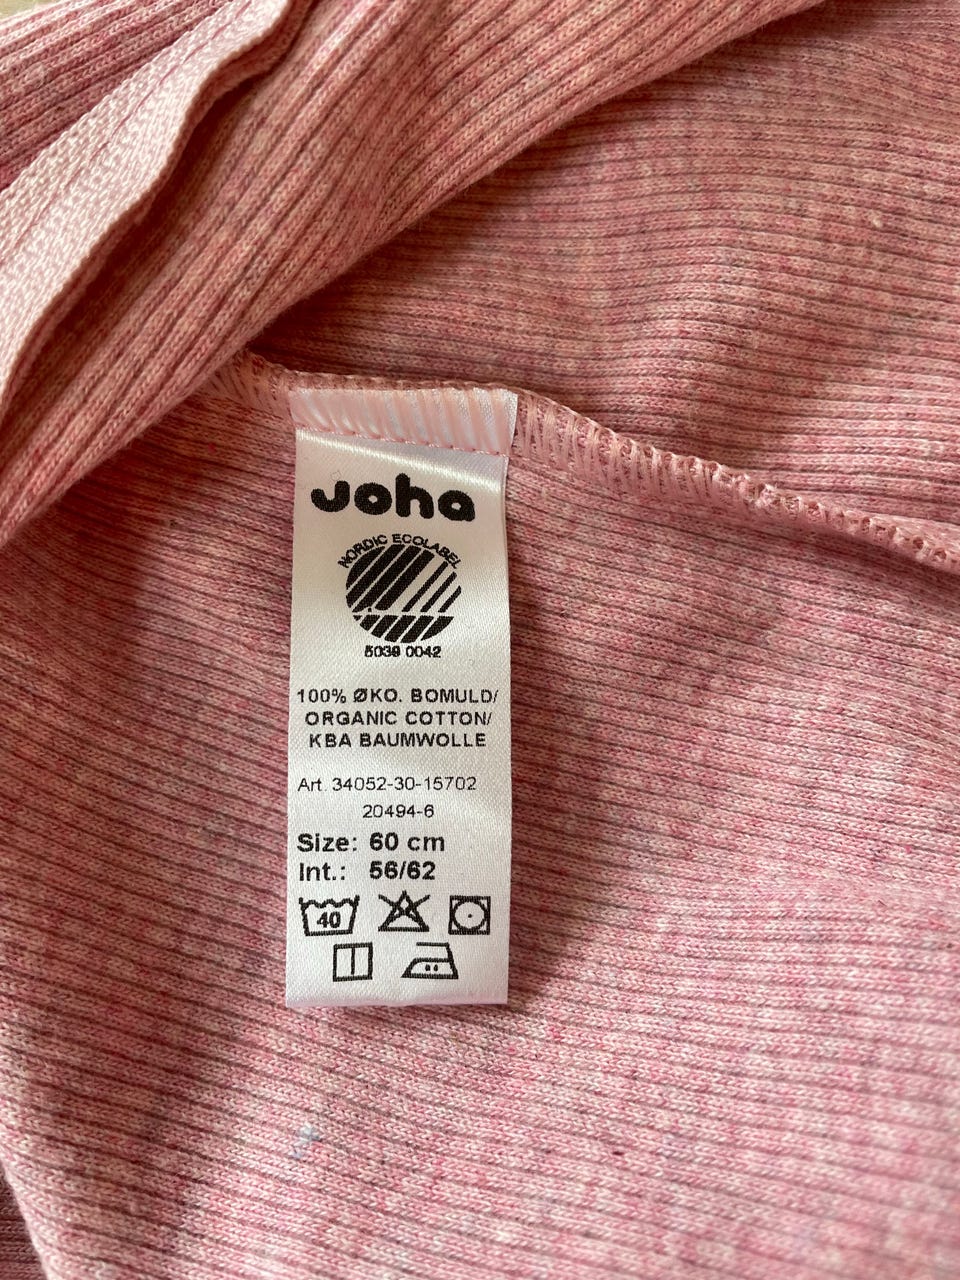 Joha
NORDIC ECOLABEL
5039 0042
100% ØKO. BOMULD/
ORGANIC COTTON/
KBA BAUMWOLLE
Art. 34052-30-15702
20494-6
Size: 60 cm
Int.: 56/62
40